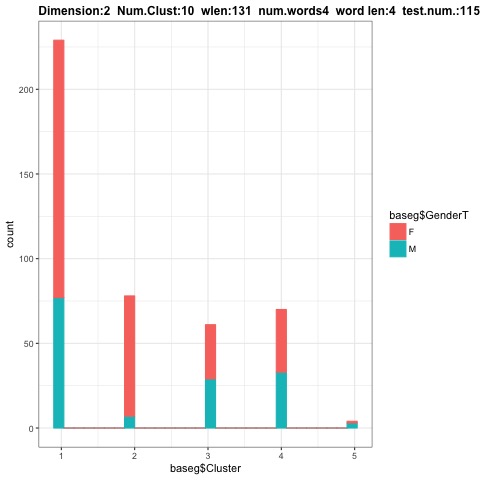 Dimension:2 Num.Clust:10 wlen:131 num.words4 word len:4 test.num.:115
200
150
100
50
0
count
1 2 3 4 5
baseg$Cluster
baseg$GenderT
F
M